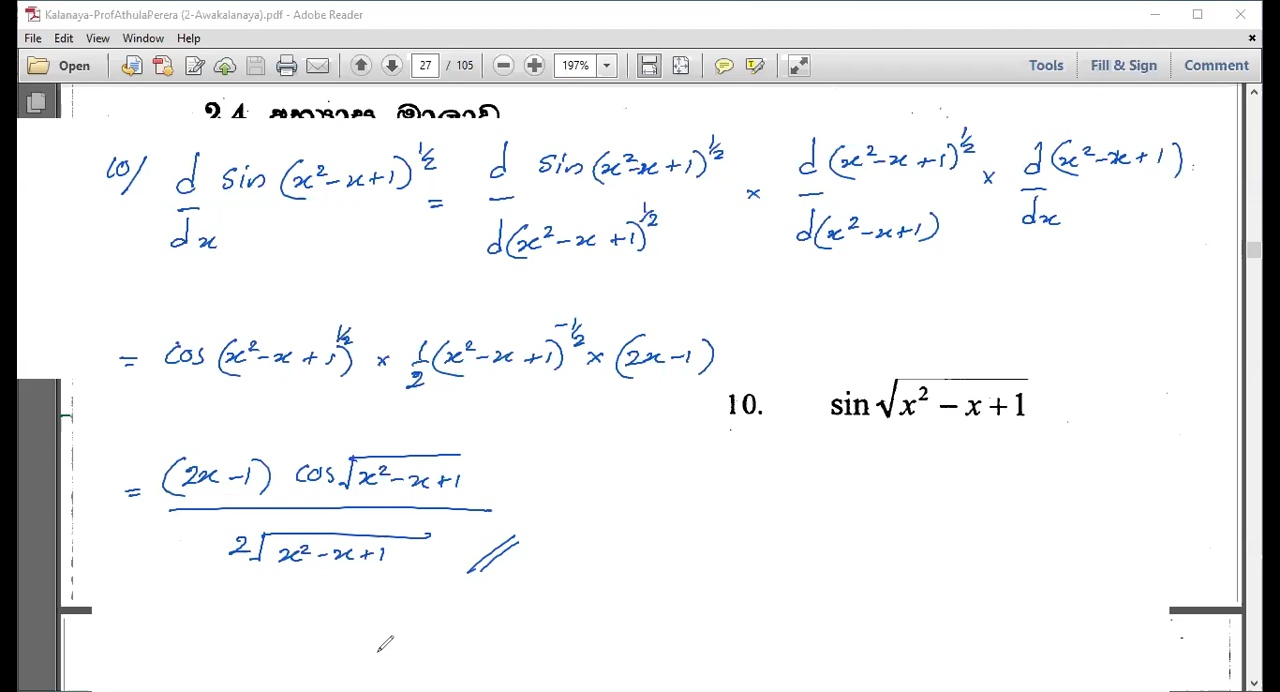 Kalanaya-ProfAthulaPerera (2-Awakalanaya).pdf - Adobe Reader
File Edit View Window Help
Open 27 / 105 197% Tools Fill & Sign Comment
2.4 අභ්‍යාස මාලාව
10/ d/dx sin (x²-x+1)^½ = d/d(x²-x+1)^½ sin(x²-x+1)^½ × d/d(x²-x+1) (x²-x+1)^½ × d/dx (x²-x+1)
= cos (x²-x+1)^½ × ½(x²-x+1)^-½ × (2x-1)
10. sin √(x² − x + 1)
= (2x-1) cos√(x²-x+1) / 2√(x²-x+1)